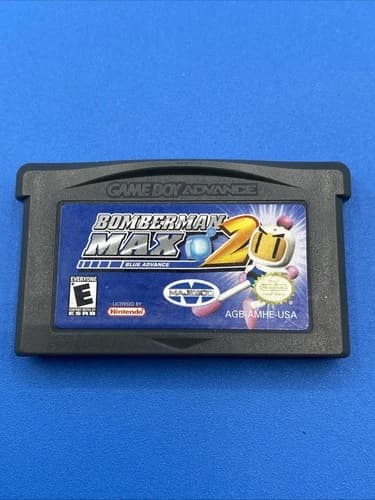 GAME BOY ADVANCE
BOMBERMAN
MAX 2
BLUE ADVANCE
EVERYONE
E
ESRB
LICENSED BY
Nintendo
MAJESCO
AGB-AMHE-USA